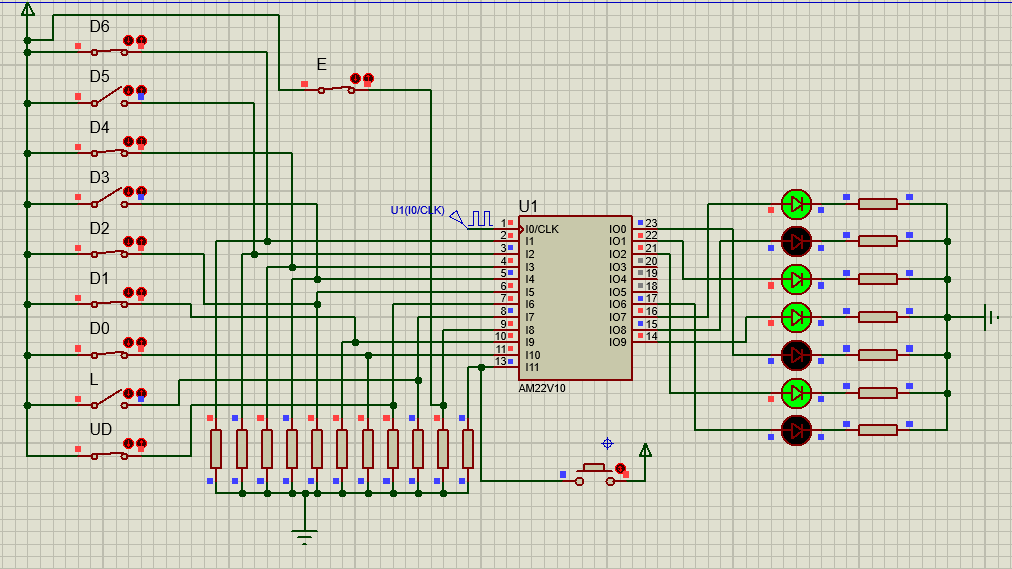 D6
E
D5
D4
D3
D2
D1
D0
L
UD
U1(I0/CLK)
U1
1 I0/CLK IO0 23
2 I1 IO1 22
3 I2 IO2 21
4 I3 IO3 20
5 I4 IO4 19
6 I5 IO5 18
7 I6 IO6 17
8 I7 IO7 16
9 I8 IO8 15
10 I9 IO9 14
11 I10
13 I11
AM22V10